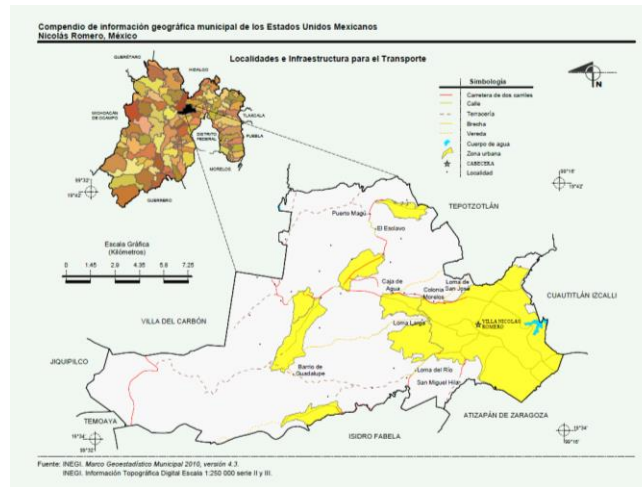 Compendio de información geográfica municipal de los Estados Unidos Mexicanos
Nicolás Romero, México
Localidades e Infraestructura para el Transporte
QUERÉTARO
HIDALGO
MICHOACÁN
DE OCAMPO
TLAXCALA
DISTRITO
FEDERAL
PUEBLA
MORELOS
GUERRERO
N
Simbología
Carretera de dos carriles
Calle
Terracería
Brecha
Vereda
Cuerpo de agua
Zona urbana
CABECERA
Localidad
Escala Gráfica
(Kilómetros)
0 1.45 2.9 4.35 5.8 7.25
TEPOTZOTLÁN
Puerto Magú
El Esclavo
CUAUTITLÁN IZCALLI
Caja de
Agua
Colonia
Morelos
Loma de
San José
VILLA NICOLÁS
ROMERO
VILLA DEL CARBÓN
Loma Larga
JIQUIPILCO
Barrio de
Guadalupe
Loma del Río
San Miguel Hila
ATIZAPÁN DE ZARAGOZA
TEMOAYA
ISIDRO FABELA
Fuente: INEGI. Marco Geoestadístico Municipal 2010, versión 4.3.
INEGI. Información Topográfica Digital Escala 1:250 000 serie II y III.